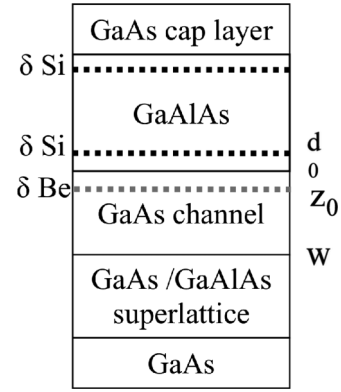 GaAs cap layer
δ Si
GaAlAs
δ Si
d
0
δ Be
z₀
GaAs channel
w
GaAs /GaAlAs
superlattice
GaAs